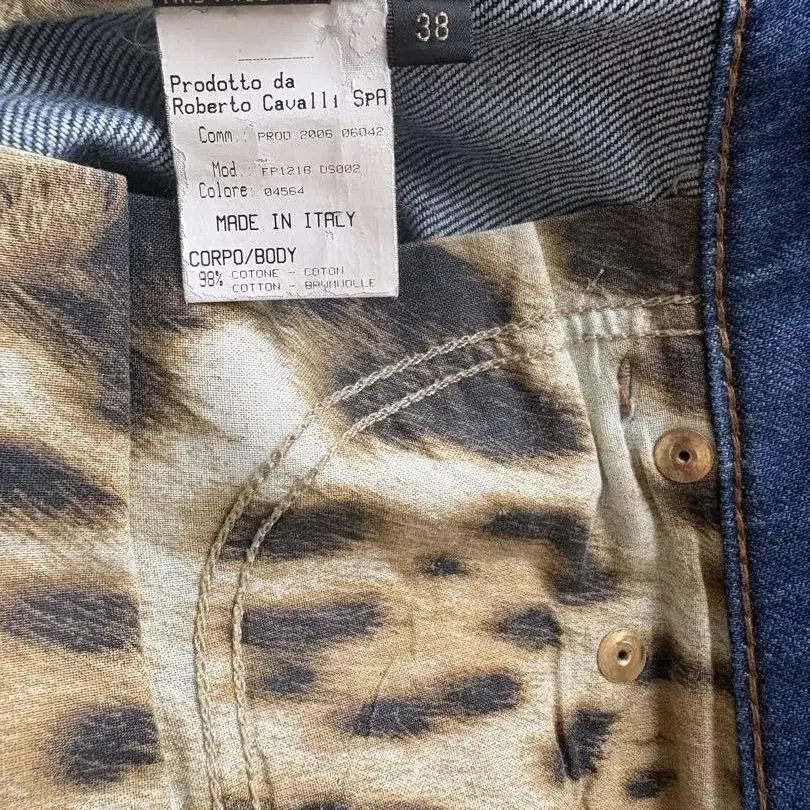 38
Prodotto da
Roberto Cavalli SpA
Comm.: PROD 2006 06042
Mod.: FP1216 DS002
Colore: 04564
MADE IN ITALY
CORPO/BODY
98% COTONE - COTON
COTTON - BAUMWOLLE